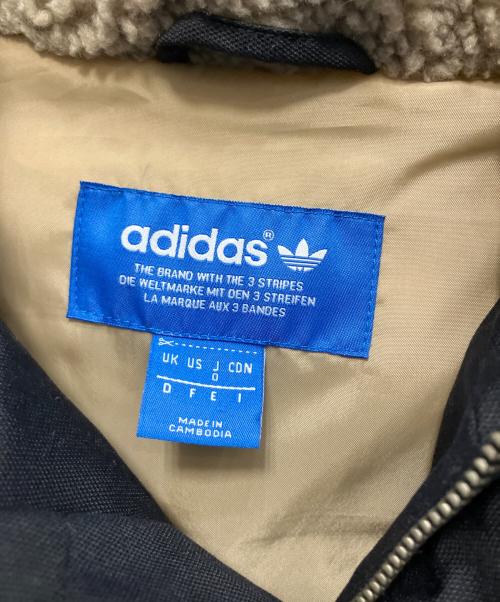 adidas®
THE BRAND WITH THE 3 STRIPES
DIE WELTMARKE MIT DEN 3 STREIFEN
LA MARQUE AUX 3 BANDES
UK US J/O CDN
D F E I
MADE IN
CAMBODIA